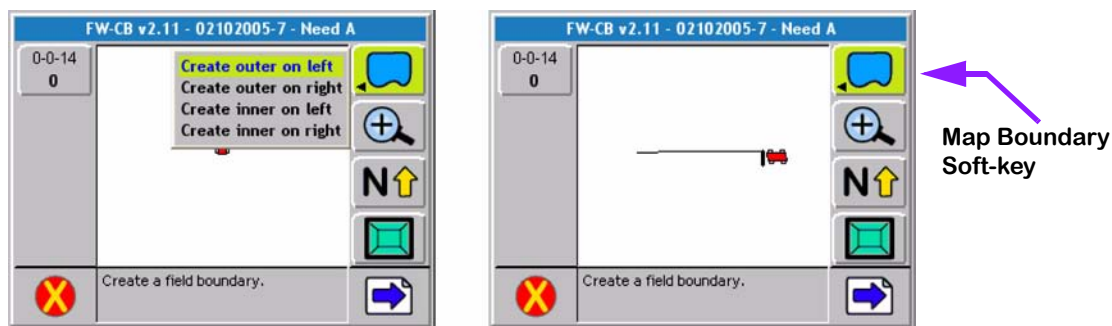 FW-CB v2.11 - 02102005-7 - Need A
0-0-14
0
Create outer on left
Create outer on right
Create inner on left
Create inner on right
N
Create a field boundary.
X
FW-CB v2.11 - 02102005-7 - Need A
0-0-14
0
N
Create a field boundary.
X
Map Boundary
Soft-key